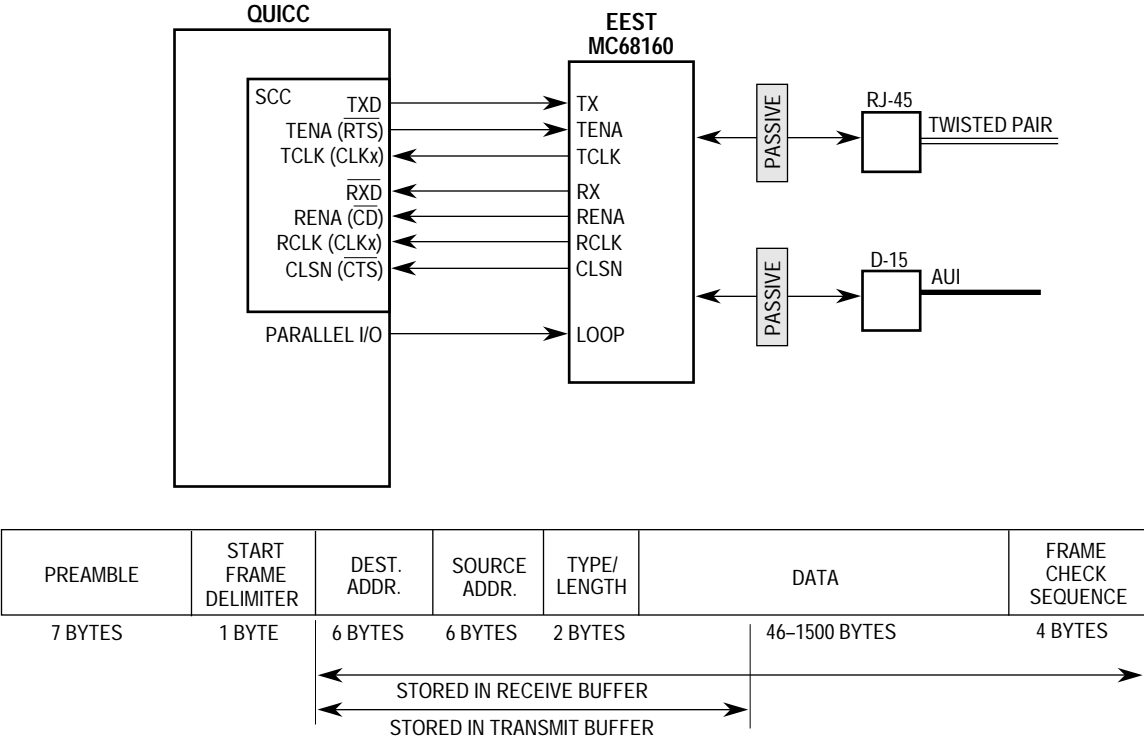 QUICC
EEST
MC68160
SCC
TXD
TENA (RTS)
TCLK (CLKx)
RXD
RENA (CD)
RCLK (CLKx)
CLSN (CTS)
PARALLEL I/O
TX
TENA
TCLK
RX
RENA
RCLK
CLSN
LOOP
PASSIVE
RJ-45
TWISTED PAIR
PASSIVE
D-15
AUI
PREAMBLE
START
FRAME
DELIMITER
DEST.
ADDR.
SOURCE
ADDR.
TYPE/
LENGTH
DATA
FRAME
CHECK
SEQUENCE
7 BYTES
1 BYTE
6 BYTES
6 BYTES
2 BYTES
46–1500 BYTES
4 BYTES
STORED IN RECEIVE BUFFER
STORED IN TRANSMIT BUFFER